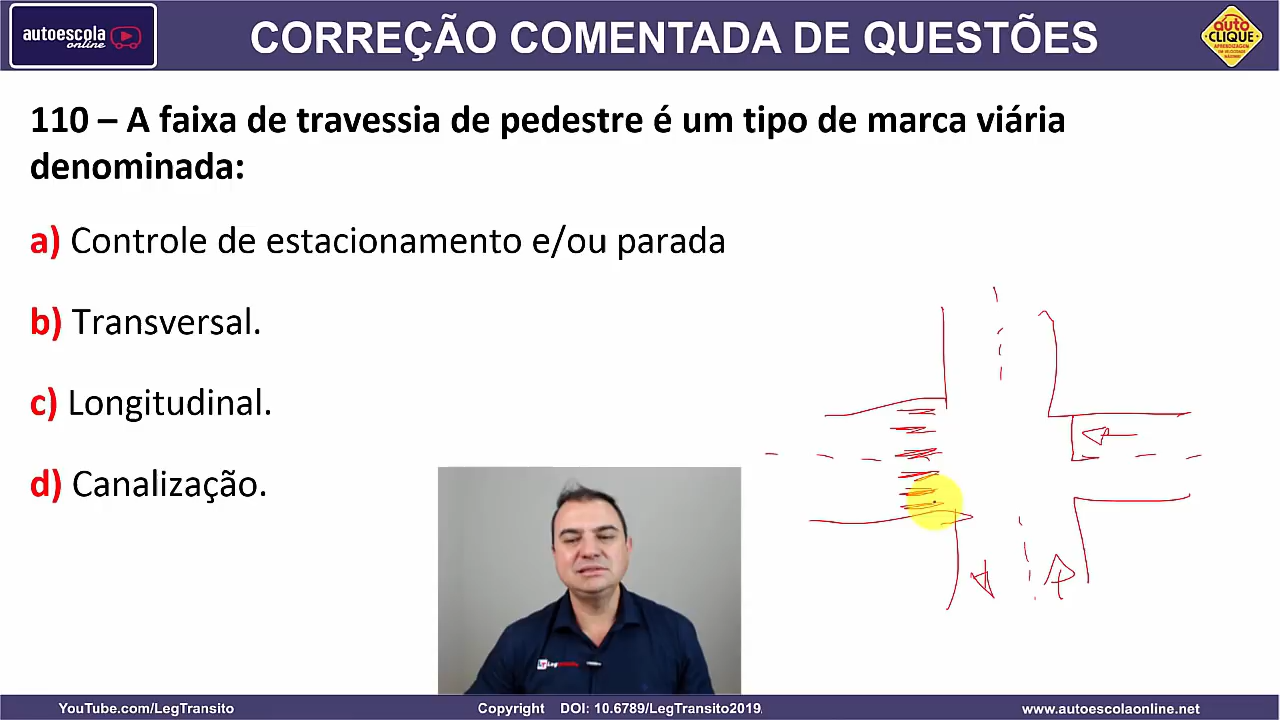 autoescola
online
CORREÇÃO COMENTADA DE QUESTÕES
auto
CLIQUE
110 – A faixa de travessia de pedestre é um tipo de marca viária
denominada:
a) Controle de estacionamento e/ou parada
b) Transversal.
c) Longitudinal.
d) Canalização.
YouTube.com/LegTransito
Copyright DOI: 10.6789/LegTransito2019.
www.autoescolaonline.net